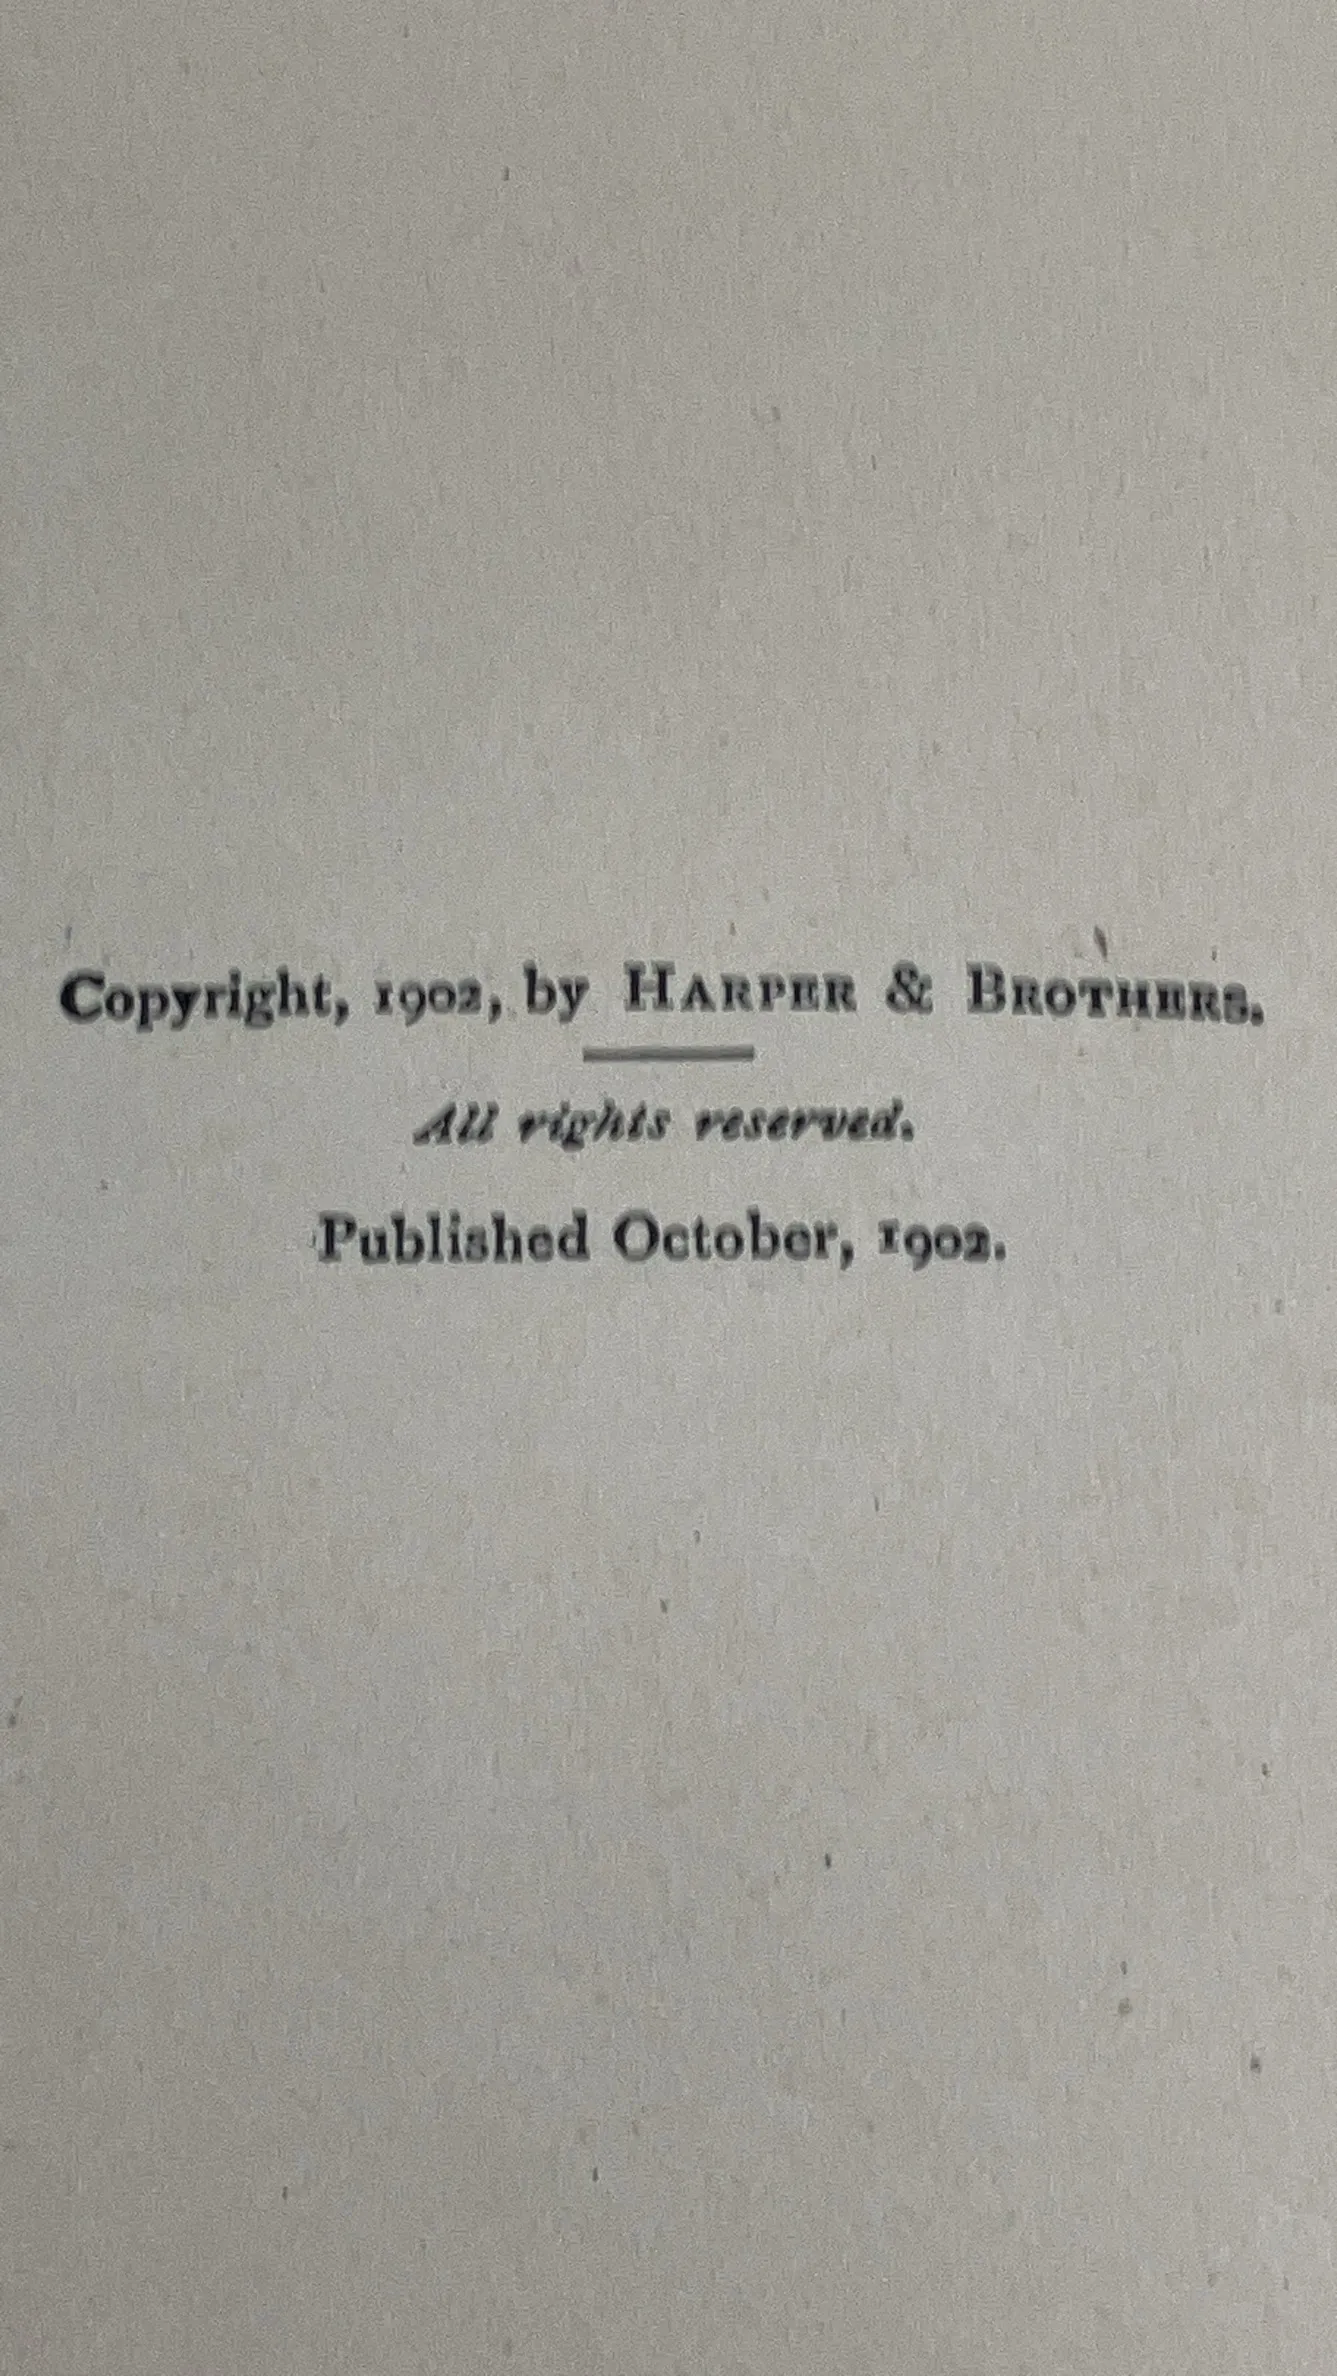 Copyright, 1902, by HARPER & BROTHERS.
All rights reserved.
Published October, 1902.